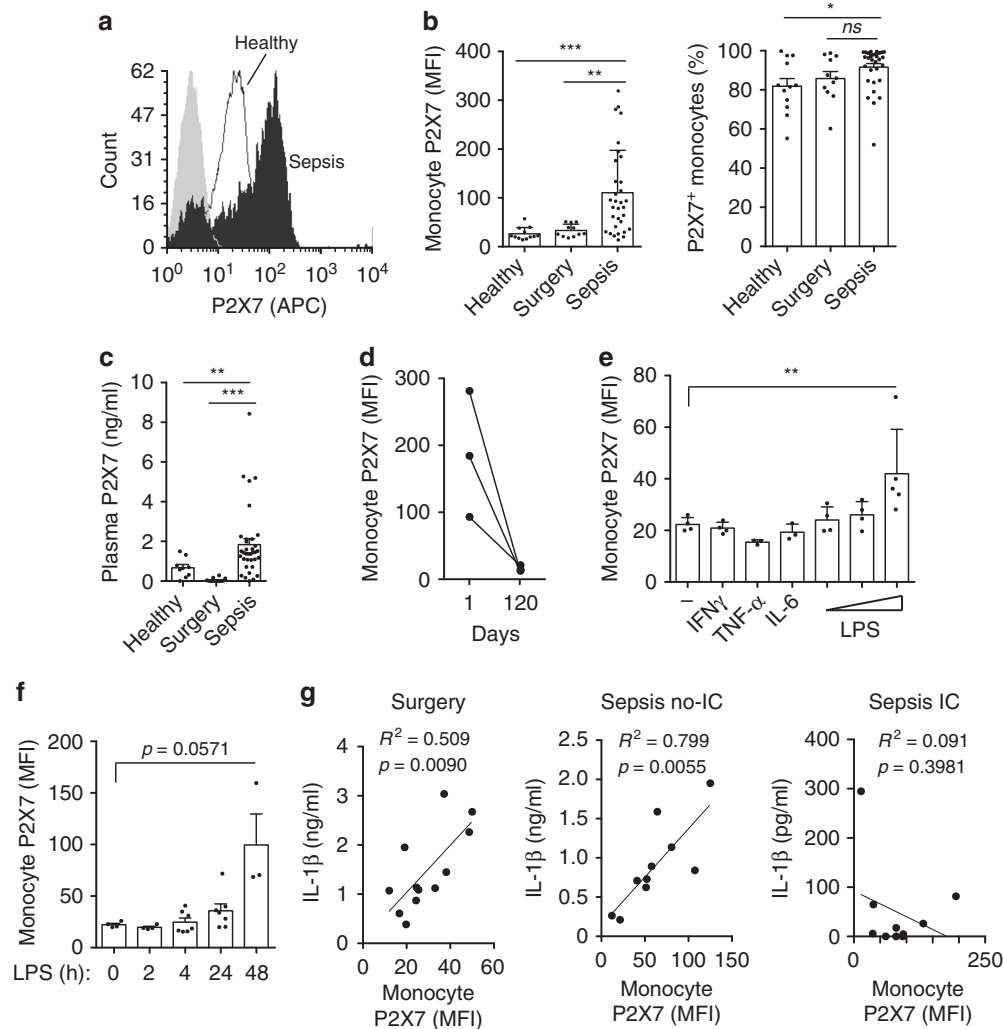 a
Healthy
62
47
31
16
0
Count
Sepsis
10^0 10^1 10^2 10^3 10^4
P2X7 (APC)
b
***
**
400
300
200
100
0
Monocyte P2X7 (MFI)
Healthy
Surgery
Sepsis
*
ns
100
80
60
40
20
0
P2X7+ monocytes (%)
Healthy
Surgery
Sepsis
c
**
***
10
8
6
4
2
0
Plasma P2X7 (ng/ml)
Healthy
Surgery
Sepsis
d
300
200
100
0
Monocyte P2X7 (MFI)
1 120
Days
e
**
80
60
40
20
0
Monocyte P2X7 (MFI)
–
IFNγ
TNF-α
IL-6
LPS
f
p = 0.0571
200
150
100
50
0
Monocyte P2X7 (MFI)
LPS (h): 0 2 4 24 48
g
Surgery
R² = 0.509
p = 0.0090
4
3
2
1
0
IL-1β (ng/ml)
0 20 40 60
Monocyte
P2X7 (MFI)
Sepsis no-IC
R² = 0.799
p = 0.0055
2.5
2.0
1.5
1.0
0.5
0
IL-1β (ng/ml)
0 50 100 150
Monocyte
P2X7 (MFI)
Sepsis IC
R² = 0.091
p = 0.3981
400
300
200
100
0
IL-1β (pg/ml)
0 250
Monocyte
P2X7 (MFI)